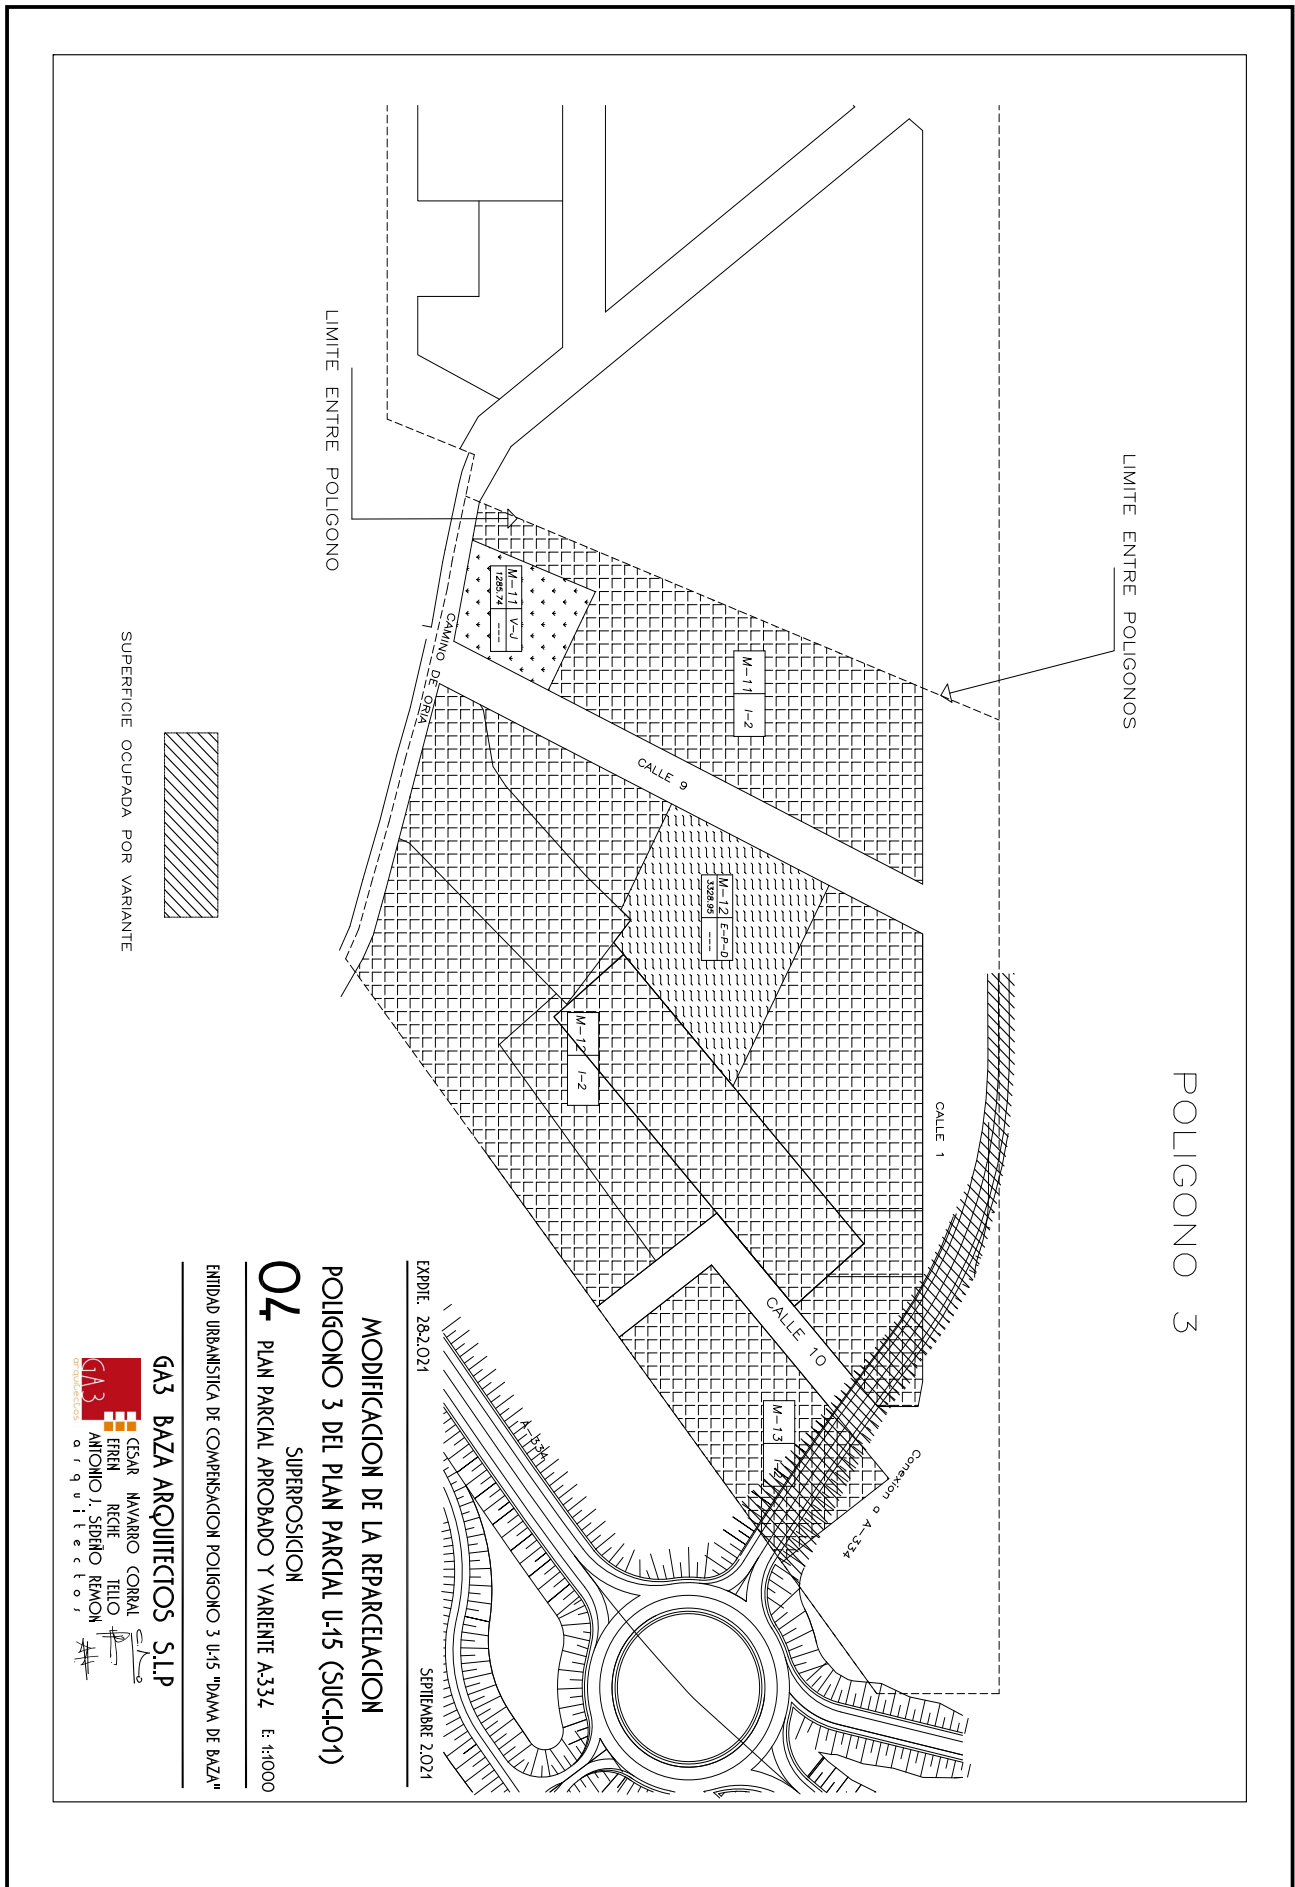 POLIGONO 3
LIMITE ENTRE POLIGONOS
LIMITE ENTRE POLIGONO
M-11 I-2
M-11 V-J
1285.74 ---
CAMINO DE ORIA
CALLE 9
M-12 E-P-D
3328.95 ---
M-12 I-2
CALLE 1
CALLE 10
M-13
Conexion a A-334
A-334
SUPERFICIE OCUPADA POR VARIANTE
EXPDTE. 28-2.021 SEPTIEMBRE 2.021
MODIFICACION DE LA REPARCELACION
POLIGONO 3 DEL PLAN PARCIAL U-15 (SUC-I-01)
SUPERPOSICION
04 PLAN PARCIAL APROBADO Y VARIENTE A-334 E: 1:1000
ENTIDAD URBANISTICA DE COMPENSACION POLIGONO 3 U-15 "DAMA DE BAZA"
GA3 BAZA ARQUITECTOS S.L.P
GA3
arquitectos
CESAR NAVARRO CORRAL
EFREN RECHE TELLO
ANTONIO J. SEDEÑO REMON
arquitectos